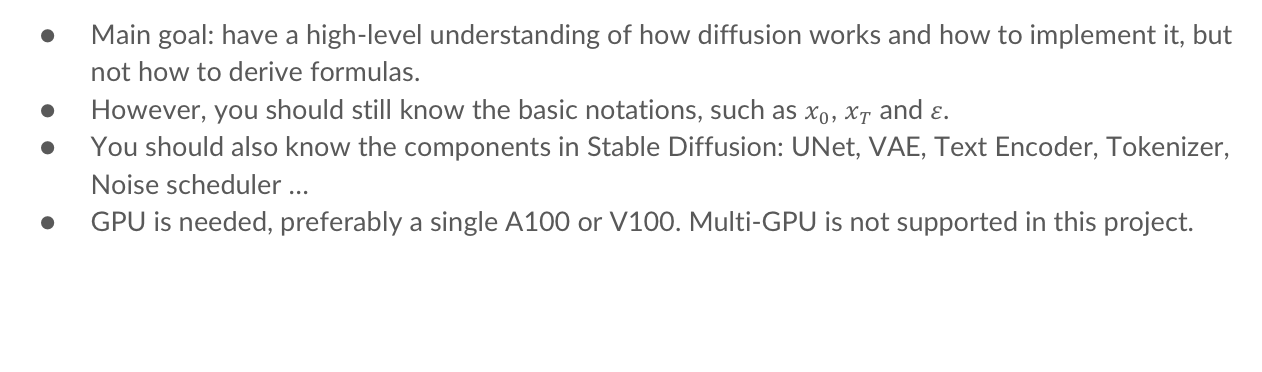 ● Main goal: have a high-level understanding of how diffusion works and how to implement it, but
not how to derive formulas.
● However, you should still know the basic notations, such as x₀, x_T and ε.
● You should also know the components in Stable Diffusion: UNet, VAE, Text Encoder, Tokenizer,
Noise scheduler ...
● GPU is needed, preferably a single A100 or V100. Multi-GPU is not supported in this project.